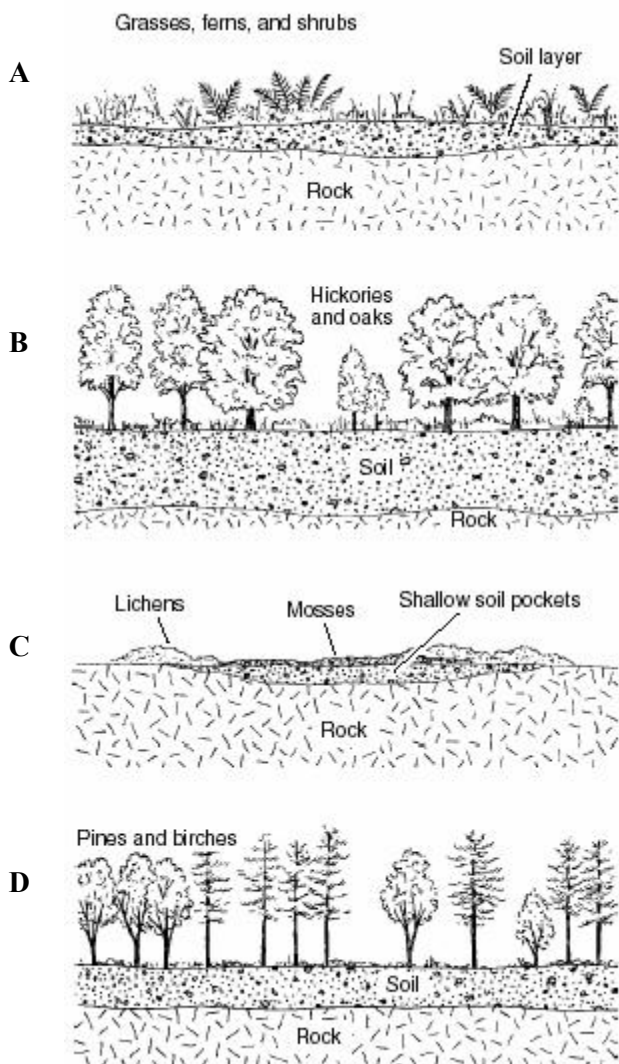 Grasses, ferns, and shrubs
A
Soil layer
Rock
Hickories
and oaks
B
Soil
Rock
Lichens
Mosses
Shallow soil pockets
C
Rock
Pines and birches
D
Soil
Rock